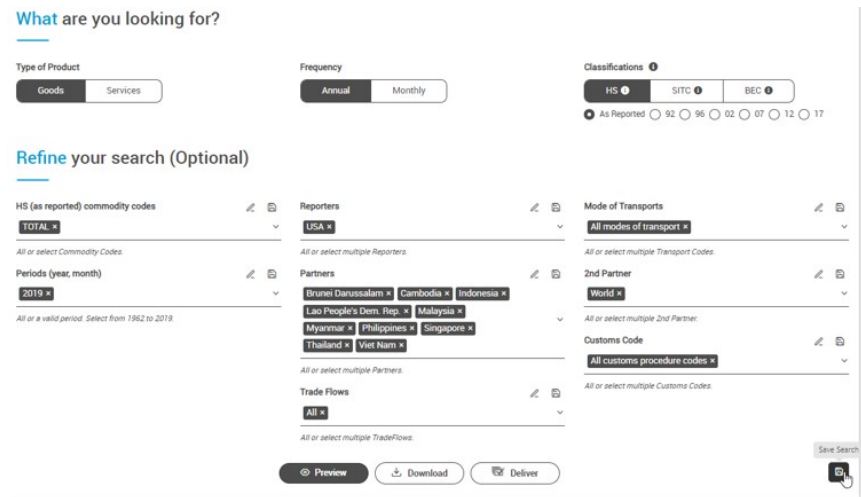 What are you looking for?
Type of Product
Goods Services
Frequency
Annual Monthly
Classifications
HS SITC BEC
As Reported 92 96 02 07 12 17
Refine your search (Optional)
HS (as reported) commodity codes
TOTAL ×
All or select Commodity Codes.
Periods (year, month)
2019 ×
All or a valid period. Select from 1962 to 2019.
Reporters
USA ×
All or select multiple Reporters.
Partners
Brunei Darussalam × Cambodia × Indonesia ×
Lao People's Dem. Rep. × Malaysia ×
Myanmar × Philippines × Singapore ×
Thailand × Viet Nam ×
All or select multiple Partners.
Trade Flows
All ×
All or select multiple TradeFlows.
Mode of Transports
All modes of transport ×
All or select multiple Transport Codes.
2nd Partner
World ×
All or select multiple 2nd Partner.
Customs Code
All customs procedure codes ×
All or select multiple Customs Codes.
Save Search
Preview Download Deliver